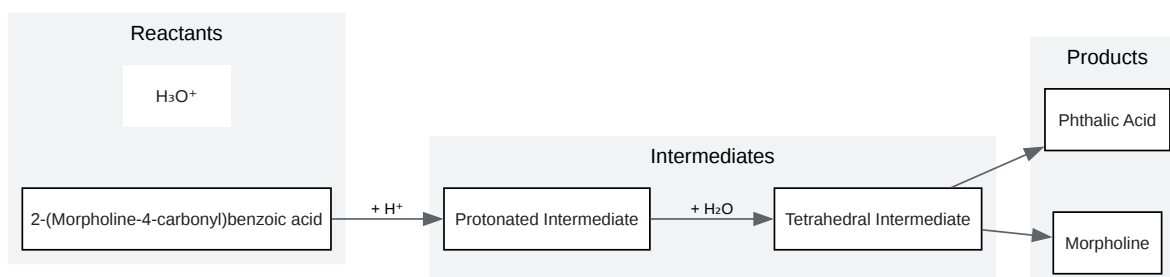 Reactants
H₃O⁺
2-(Morpholine-4-carbonyl)benzoic acid
+ H⁺
Intermediates
Protonated Intermediate
+ H₂O
Tetrahedral Intermediate
Products
Phthalic Acid
Morpholine